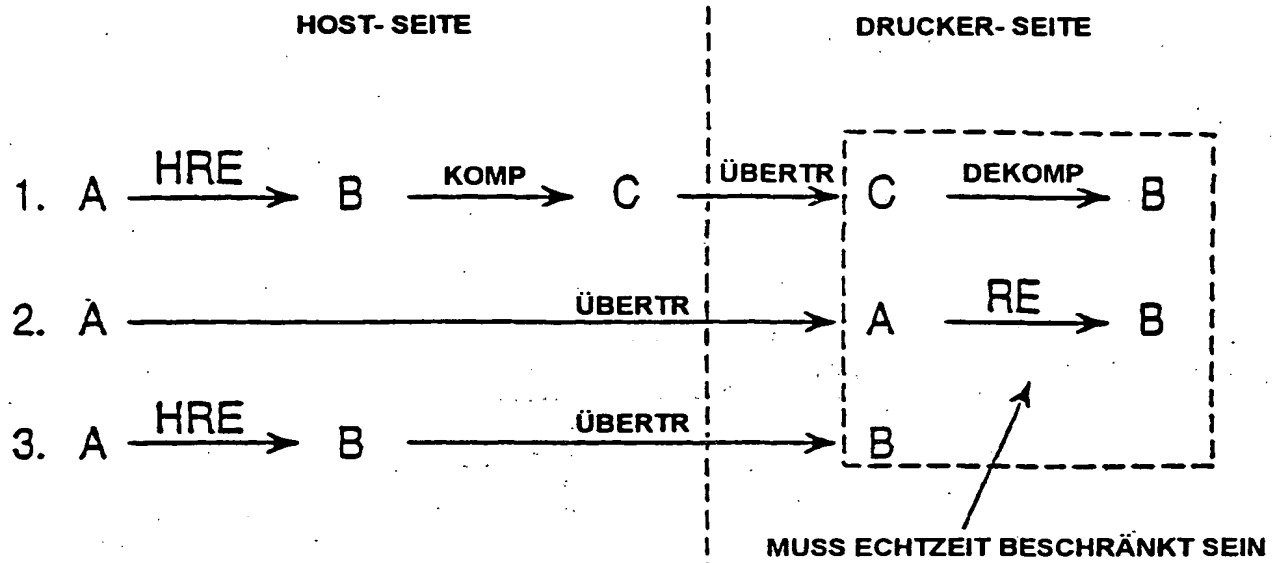 HOST- SEITE DRUCKER- SEITE
1. A HRE B KOMP C ÜBERTR C DEKOMP B
2. A ÜBERTR A RE B
3. A HRE B ÜBERTR B
MUSS ECHTZEIT BESCHRÄNKT SEIN